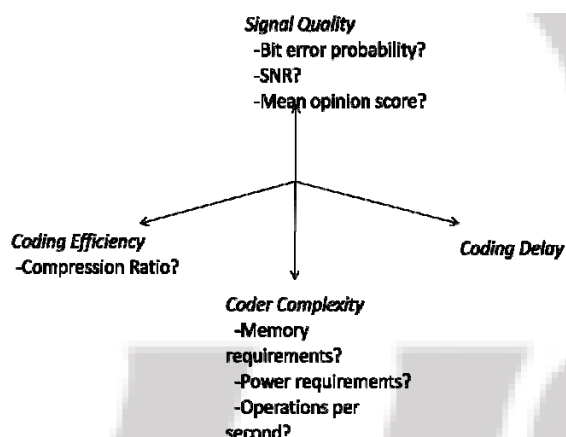 Signal Quality
-Bit error probability?
-SNR?
-Mean opinion score?
Coding Efficiency
-Compression Ratio?
Coding Delay
Coder Complexity
-Memory
requirements?
-Power requirements?
-Operations per
second?